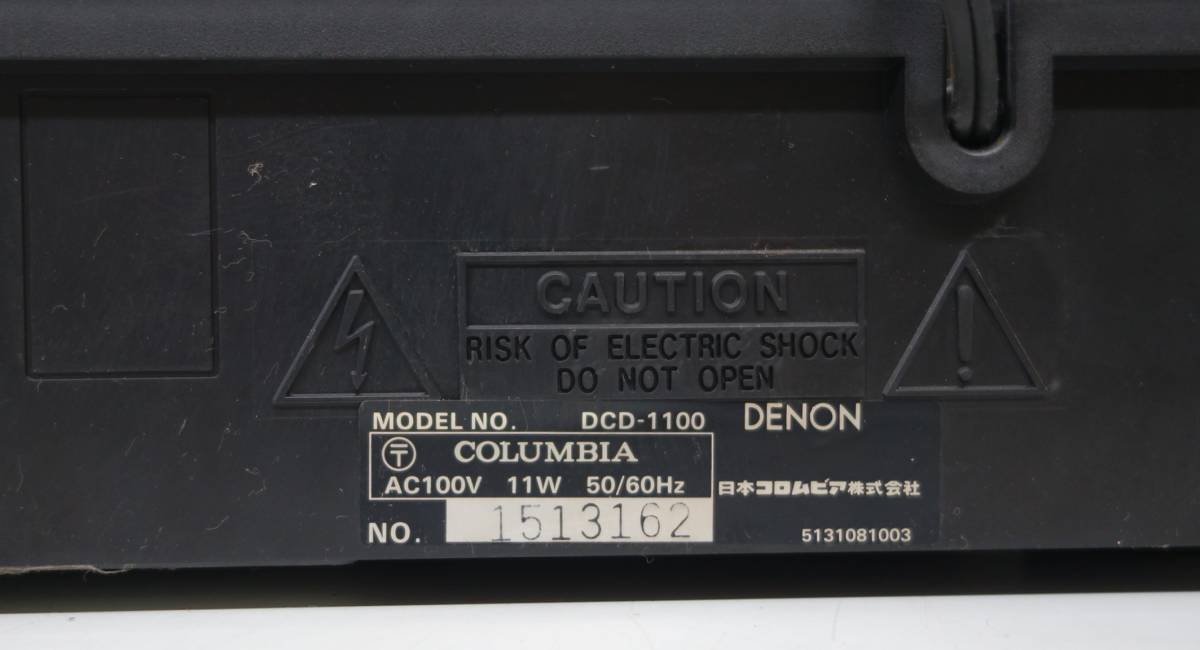 CAUTION
RISK OF ELECTRIC SHOCK
DO NOT OPEN
MODEL NO. DCD-1100 DENON
〒 COLUMBIA
AC100V 11W 50/60Hz 日本コロムビア株式会社
NO. 1513162 5131081003